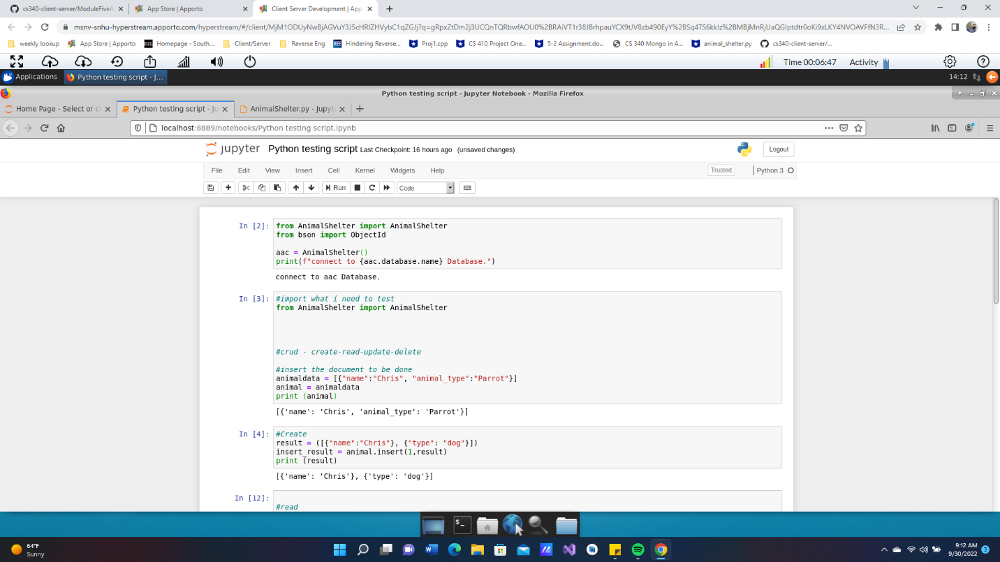 cs340-client-server/ModuleFiveA
App Store | Apporto
Client Server Development | App
msnv-snhu-hyperstream.apporto.com/hyperstream/#/client/
weekly lookup
App Store | Apporto
Homepage - South...
Client/Server
Reverse Eng
Hindering Reverse...
Proj1.cpp
CS 410 Project One...
5-2 Assignment.do...
CS 340 Mongo in A...
animal_shelter.py
cs340-client-server/...
Time 00:06:47
Activity
Applications
Python testing script - J...
14:12
Python testing script - Jupyter Notebook - Mozilla Firefox
Home Page - Select or c
Python testing script - Ju
AnimalShelter.py - Jupyt
localhost:8889/notebooks/Python testing script.ipynb
jupyter Python testing script Last Checkpoint: 16 hours ago (unsaved changes)
Logout
File Edit View Insert Cell Kernel Widgets Help
Trusted
Python 3
Run
Code
In [2]:
from AnimalShelter import AnimalShelter
from bson import ObjectId
aac = AnimalShelter()
print(f"connect to {aac.database.name} Database.")
connect to aac Database.
In [3]:
#import what i need to test
from AnimalShelter import AnimalShelter
#crud - create-read-update-delete
#insert the document to be done
animaldata = [{"name":"Chris", "animal_type":"Parrot"}]
animal = animaldata
print (animal)
[{'name': 'Chris', 'animal_type': 'Parrot'}]
In [4]:
#Create
result = ([{"name":"Chris"}, {"type": "dog"}])
insert_result = animal.insert(1,result)
print (result)
[{'name': 'Chris'}, {'type': 'dog'}]
In [12]:
#read
64°F
Sunny
9:12 AM
9/30/2022
3